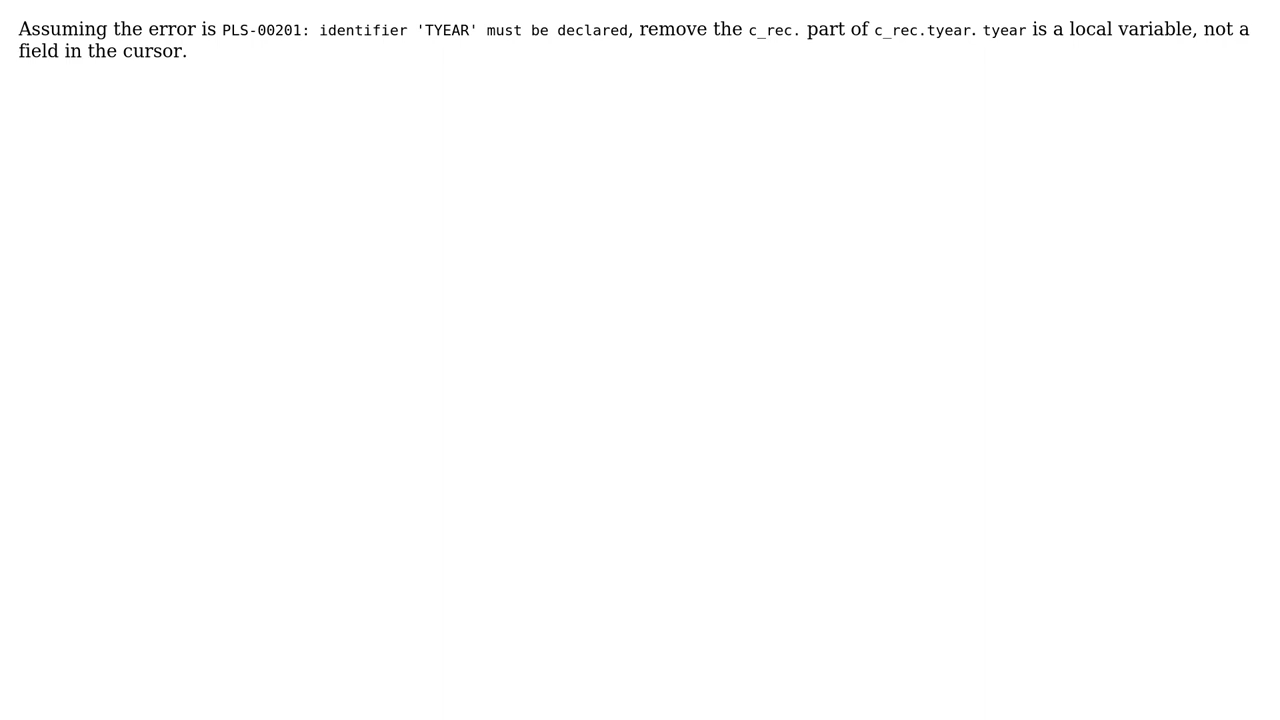 Assuming the error is PLS-00201: identifier 'TYEAR' must be declared, remove the c_rec. part of c_rec.tyear. tyear is a local variable, not a
field in the cursor.